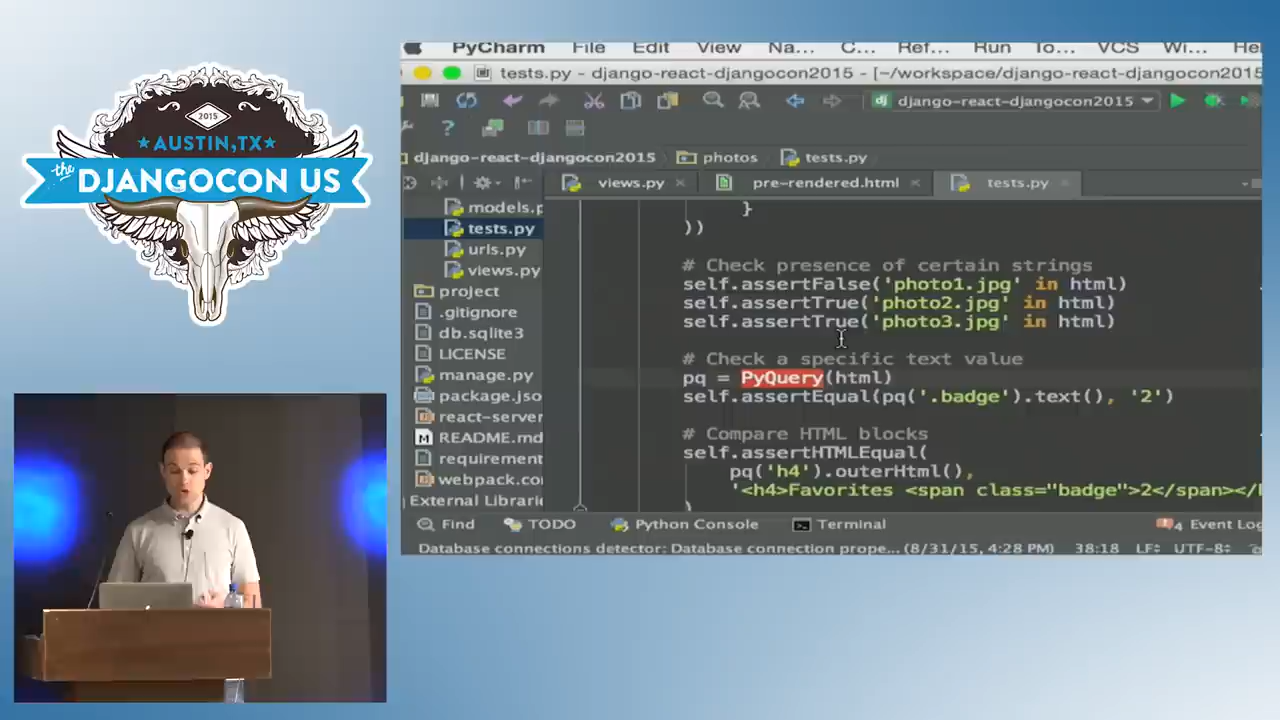 2015
★AUSTIN,TX★
the
DJANGOCON US
PyCharm File Edit View Na... C... Ref... Run To... VCS Wi... He
tests.py - django-react-djangocon2015 - [~/workspace/django-react-djangocon2015
django-react-djangocon2015
django-react-djangocon2015 photos tests.py
views.py pre-rendered.html tests.py
models.p
tests.py
urls.py
views.py
project
.gitignore
db.sqlite3
LICENSE
manage.py
package.jso
react-server
README.md
requirement
webpack.co
External Librarie
}
))
# Check presence of certain strings
self.assertFalse('photo1.jpg' in html)
self.assertTrue('photo2.jpg' in html)
self.assertTrue('photo3.jpg' in html)
# Check a specific text value
pq = PyQuery(html)
self.assertEqual(pq('.badge').text(), '2')
# Compare HTML blocks
self.assertHTMLEqual(
pq('h4').outerHtml(),
'<h4>Favorites <span class="badge">2</span></
)
Find TODO Python Console Terminal 4 Event Log
Database connections detector: Database connection prope... (8/31/15, 4:28 PM) 38:18 LF÷ UTF-8÷